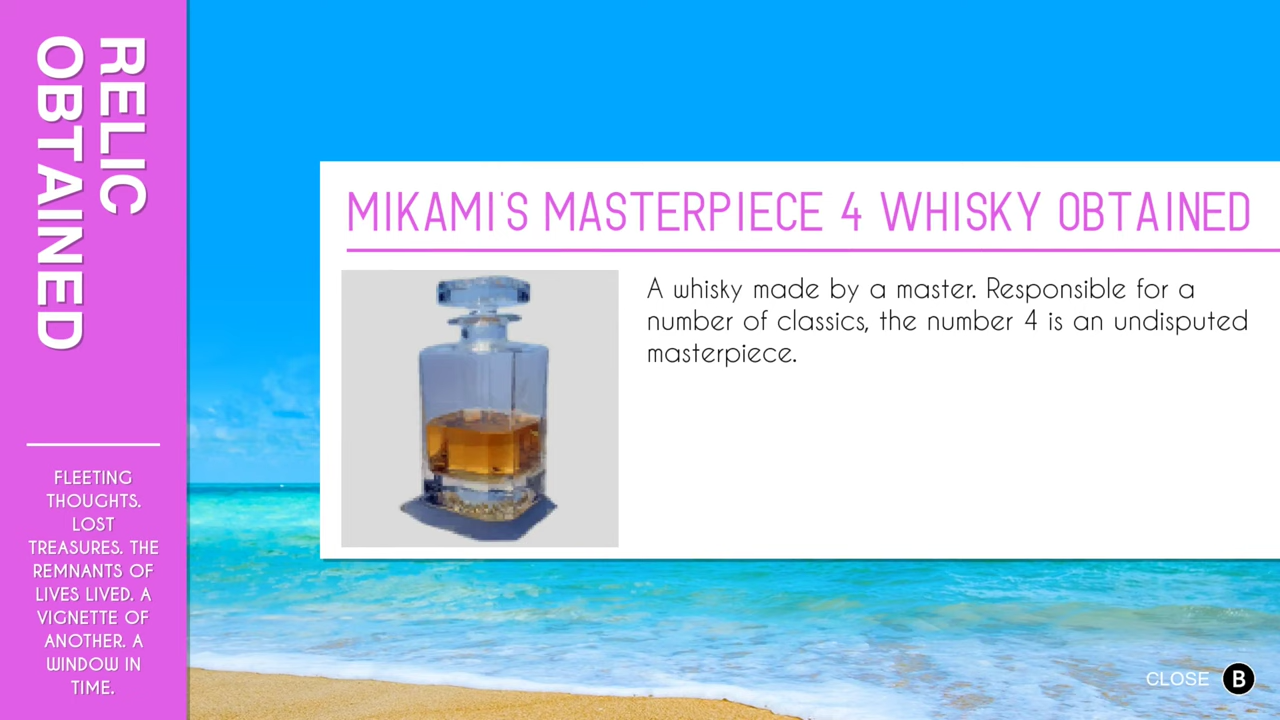 RELIC
OBTAINED
FLEETING
THOUGHTS.
LOST
TREASURES. THE
REMNANTS OF
LIVES LIVED. A
VIGNETTE OF
ANOTHER. A
WINDOW IN
TIME.
MIKAMI'S MASTERPIECE 4 WHISKY OBTAINED
A whisky made by a master. Responsible for a
number of classics, the number 4 is an undisputed
masterpiece.
CLOSE B